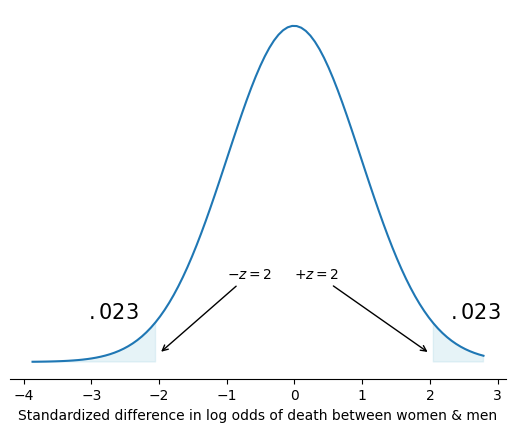 −z = 2
+z = 2
.023
.023
−4 −3 −2 −1 0 1 2 3
Standardized difference in log odds of death between women & men